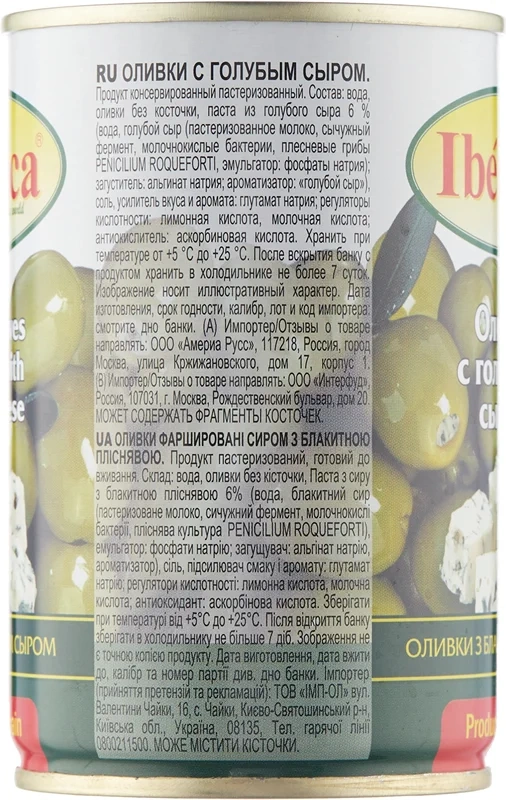 RU ОЛИВКИ С ГОЛУБЫМ СЫРОМ.
Продукт консервированный пастеризованный. Состав: вода,
оливки без косточки, паста из голубого сыра 6 %
(вода, голубой сыр (пастеризованное молоко, сычужный
фермент, молочнокислые бактерии, плесневые грибы
PENICILIUM ROQUEFORTI, эмульгатор: фосфаты натрия);
загуститель: альгинат натрия; ароматизатор: «голубой сыр»),
соль, усилитель вкуса и аромата: глутамат натрия; регуляторы
кислотности: лимонная кислота, молочная кислота;
антиокислитель: аскорбиновая кислота. Хранить при
температуре от +5 °C до +25 °C. После вскрытия банку с
продуктом хранить в холодильнике не более 7 суток.
Изображение носит иллюстративный характер. Дата
изготовления, срок годности, калибр, лот и код импортера:
смотрите дно банки. (А) Импортер/Отзывы о товаре
направлять: ООО «Америа Русс», 117218, Россия, город
Москва, улица Кржижановского, дом 17, корпус 1.
(В) Импортер/Отзывы о товаре направлять: ООО «Интерфуд»,
Россия, 107031, г. Москва, Рождественский бульвар, дом 20.
МОЖЕТ СОДЕРЖАТЬ ФРАГМЕНТЫ КОСТОЧЕК.
UA ОЛИВКИ ФАРШИРОВАНІ СИРОМ З БЛАКИТНОЮ
ПЛІСНЯВОЮ. Продукт пастеризований, готовий до
вживання. Склад: вода, оливки без кісточки, Паста з сиру
з блакитною пліснявою 6% (вода, блакитний сир
(пастеризоване молоко, сичужний фермент, молочнокислі
бактерії, пліснява культура PENICILIUM ROQUEFORTI),
емульгатор: фосфати натрію; загущувач: альгінат натрію,
ароматизатор), сіль, підсилювач смаку і аромату: глутамат
натрію; регулятори кислотності: лимонна кислота, молочна
кислота; антиоксидант: аскорбінова кислота. Зберігати
при температурі від +5°C до +25°C. Після відкриття банку
зберігати в холодильнику не більше 7 діб. Зображення не
є точною копією продукту. Дата виготовлення, дата вжити
до, калібр та номер партії див. дно банки. Імпортер
(прийняття претензій та рекламацій): ТОВ «ІМП-ОЛ» вул.
Валентини Чайки, 16, с. Чайки, Києво-Святошинський р-н,
Київська обл., Україна, 08135, Тел. гарячої лінії
0800211500. МОЖЕ МІСТИТИ КІСТОЧКИ.
ca®
Ibé
с гол
сы
СЫРОМ
ОЛИВКИ З БЛА
Produ